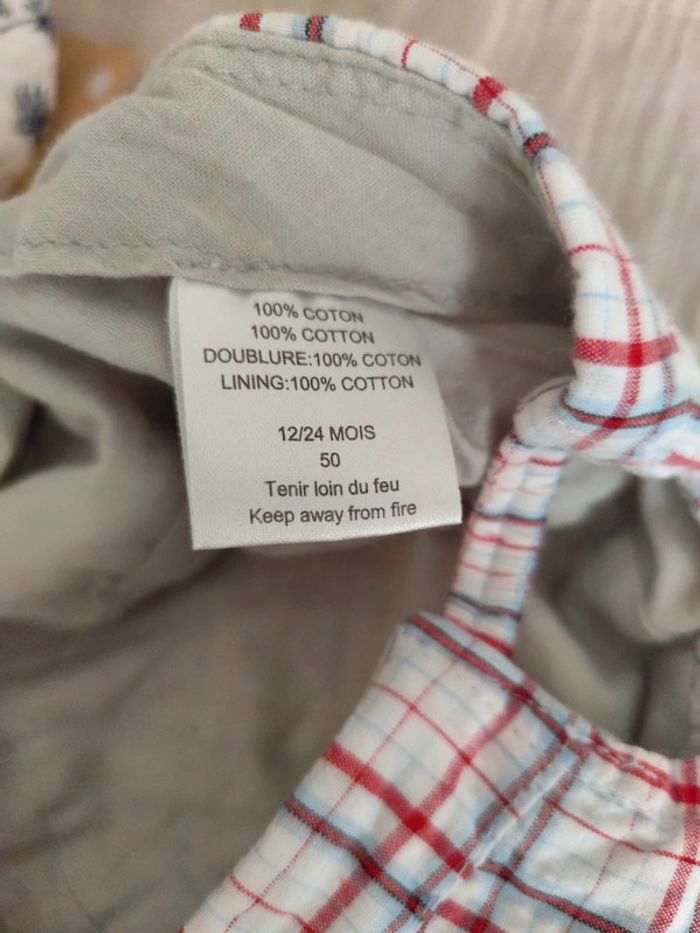 100% COTON
100% COTTON
DOUBLURE:100% COTON
LINING:100% COTTON
12/24 MOIS
50
Tenir loin du feu
Keep away from fire